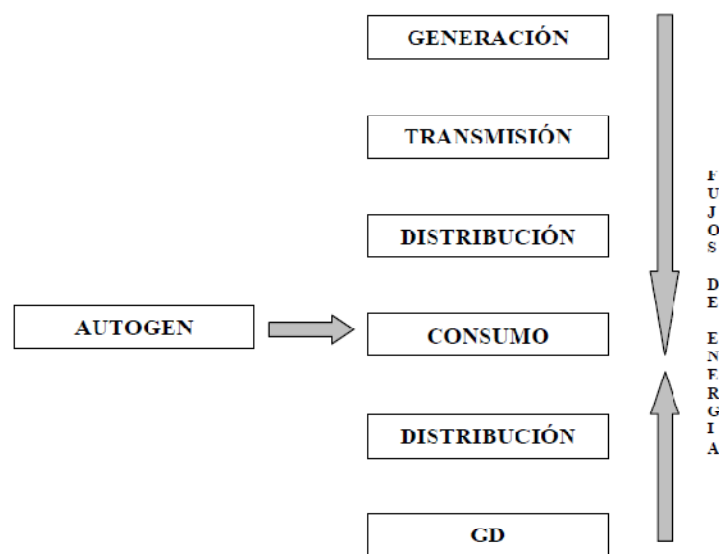 GENERACIÓN
TRANSMISIÓN
DISTRIBUCIÓN
AUTOGEN
CONSUMO
DISTRIBUCIÓN
GD
FUJOS DE ENERGIA